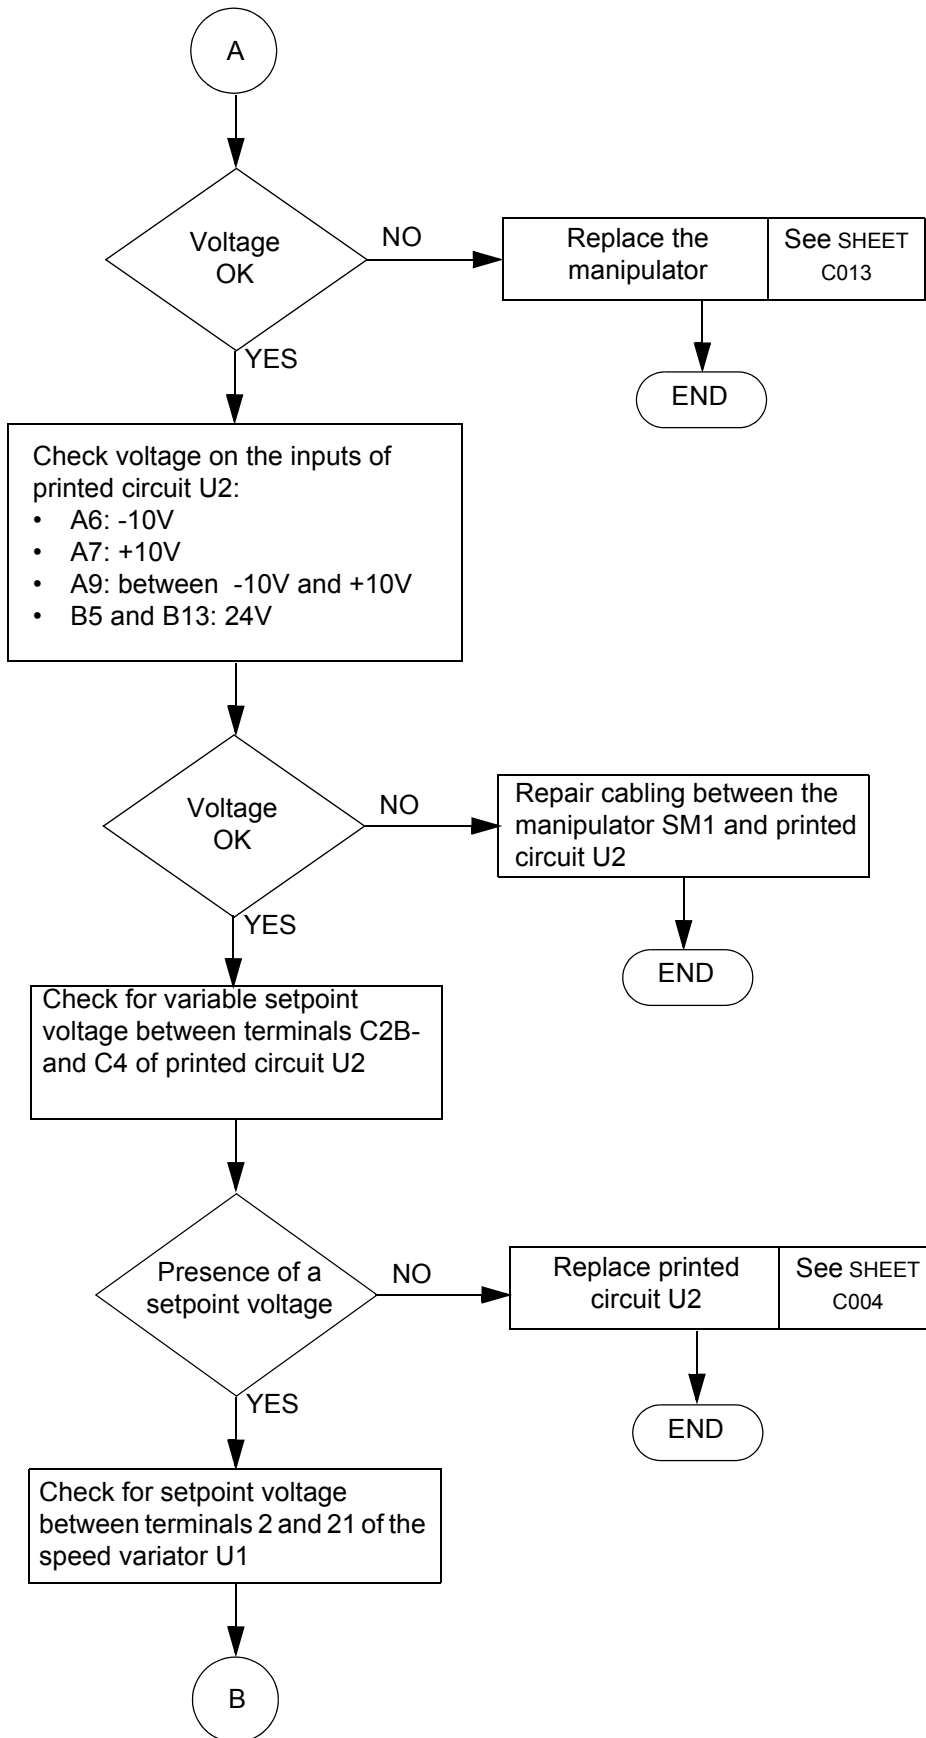 A
Voltage
OK
NO
Replace the
manipulator
See SHEET
C013
YES
END
Check voltage on the inputs of
printed circuit U2:
• A6: -10V
• A7: +10V
• A9: between -10V and +10V
• B5 and B13: 24V
Voltage
OK
NO
Repair cabling between the
manipulator SM1 and printed
circuit U2
YES
END
Check for variable setpoint
voltage between terminals C2B-
and C4 of printed circuit U2
Presence of a
setpoint voltage
NO
Replace printed
circuit U2
See SHEET
C004
YES
END
Check for setpoint voltage
between terminals 2 and 21 of the
speed variator U1
B